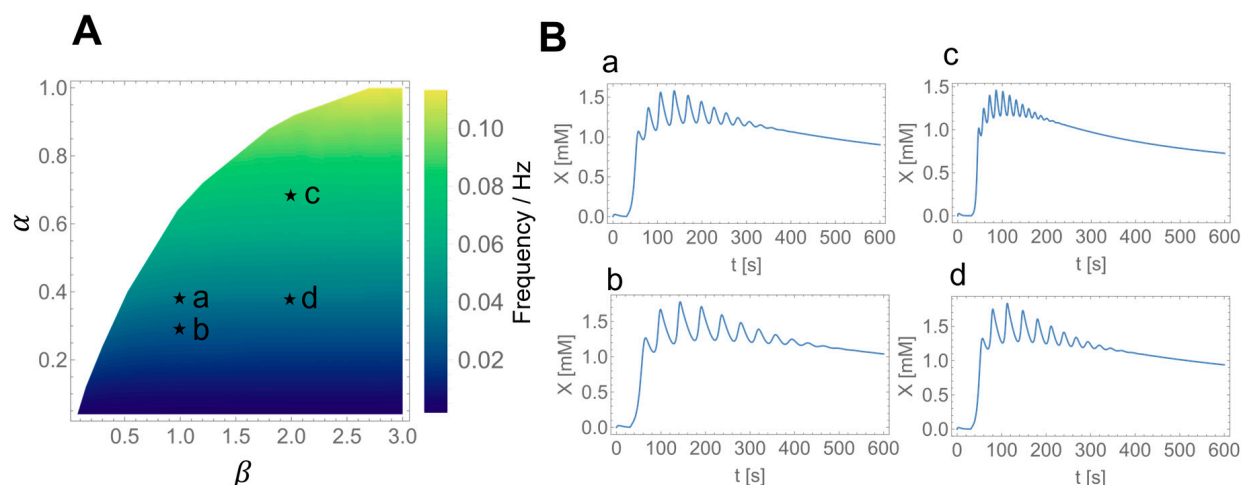 A
α
1.0
0.8
0.6
0.4
0.2
★ c
★ a
★ b
★ d
0.5 1.0 1.5 2.0 2.5 3.0
β
0.10
0.08
0.06
0.04
0.02
Frequency / Hz
B
a
X [mM]
1.5
1.0
0.5
0.0
0 100 200 300 400 500 600
t [s]
c
X [mM]
1.5
1.0
0.5
0.0
0 100 200 300 400 500 600
t [s]
b
X [mM]
1.5
1.0
0.5
0.0
0 100 200 300 400 500 600
t [s]
d
X [mM]
1.5
1.0
0.5
0.0
0 100 200 300 400 500 600
t [s]